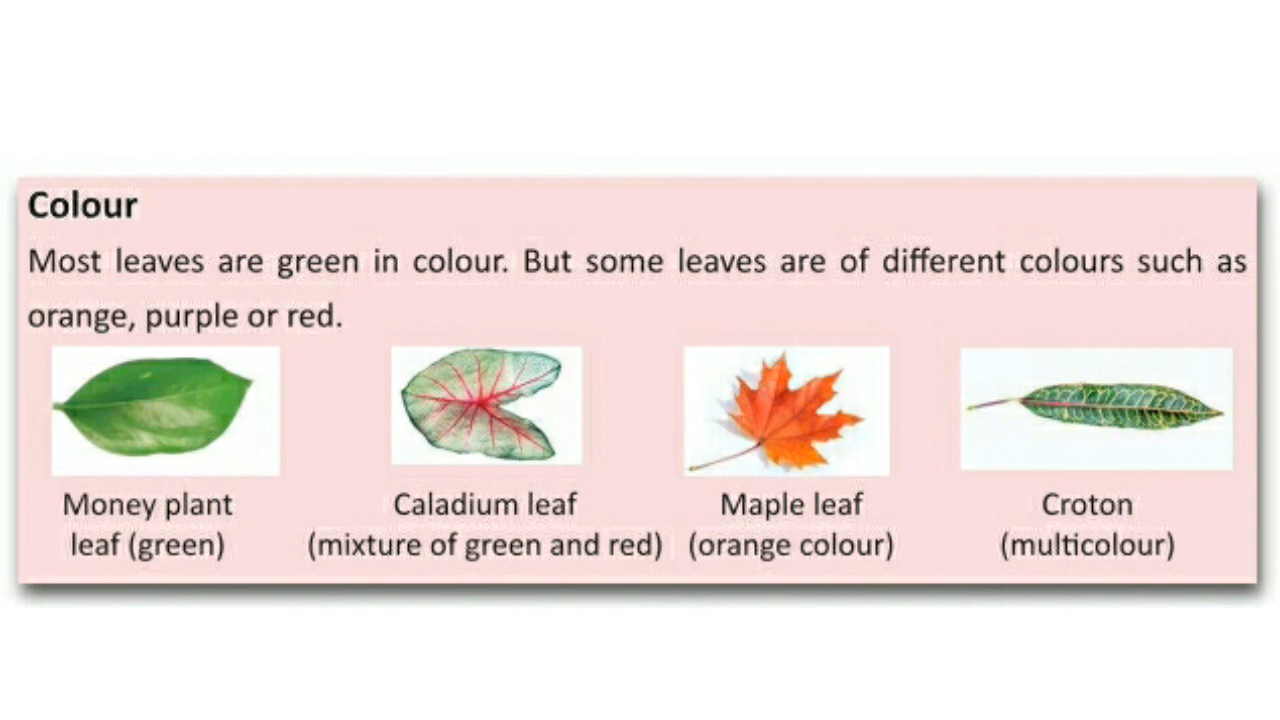 Colour
Most leaves are green in colour. But some leaves are of different colours such as
orange, purple or red.
Money plant
leaf (green)
Caladium leaf
(mixture of green and red)
Maple leaf
(orange colour)
Croton
(multicolour)